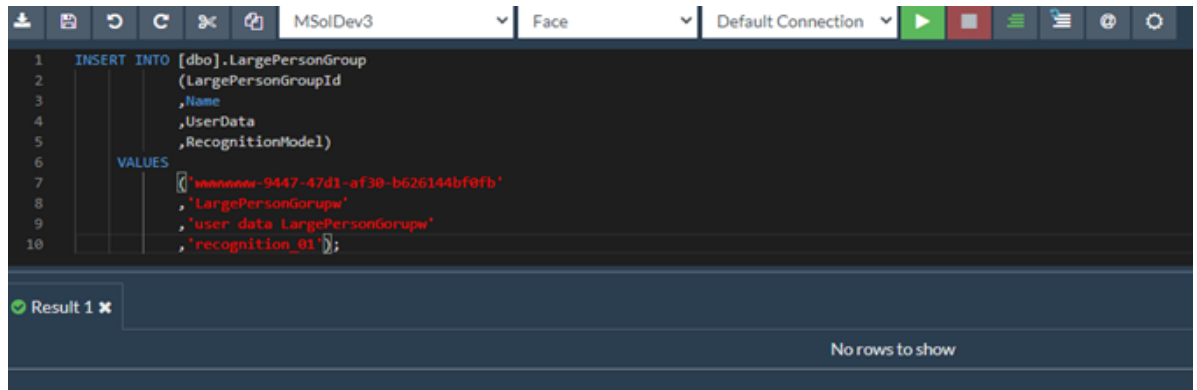 MSolDev3 Face Default Connection
1 INSERT INTO [dbo].LargePersonGroup
2 (LargePersonGroupId
3 ,Name
4 ,UserData
5 ,RecognitionModel)
6 VALUES
7 ('wwwwwww-9447-47d1-af30-b626144bf0fb'
8 ,'LargePersonGorupw'
9 ,'user data LargePersonGorupw'
10 ,'recognition_01');
Result 1
No rows to show